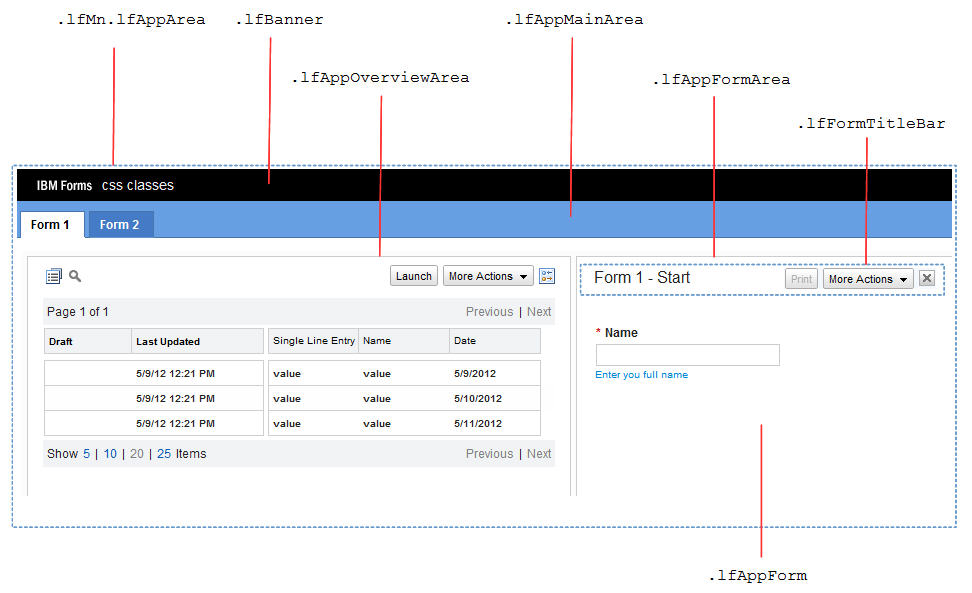 .lfMn.lfAppArea .lfBanner .lfAppMainArea
.lfAppOverviewArea .lfAppFormArea
.lfFormTitleBar
IBM Forms css classes
Form 1 Form 2
Launch More Actions
Form 1 - Start Print More Actions
Page 1 of 1 Previous | Next
Draft Last Updated Single Line Entry Name Date
5/9/12 12:21 PM value value 5/9/2012
5/9/12 12:21 PM value value 5/10/2012
5/9/12 12:21 PM value value 5/11/2012
Show 5 | 10 | 20 | 25 Items Previous | Next
* Name
Enter you full name
.lfAppForm